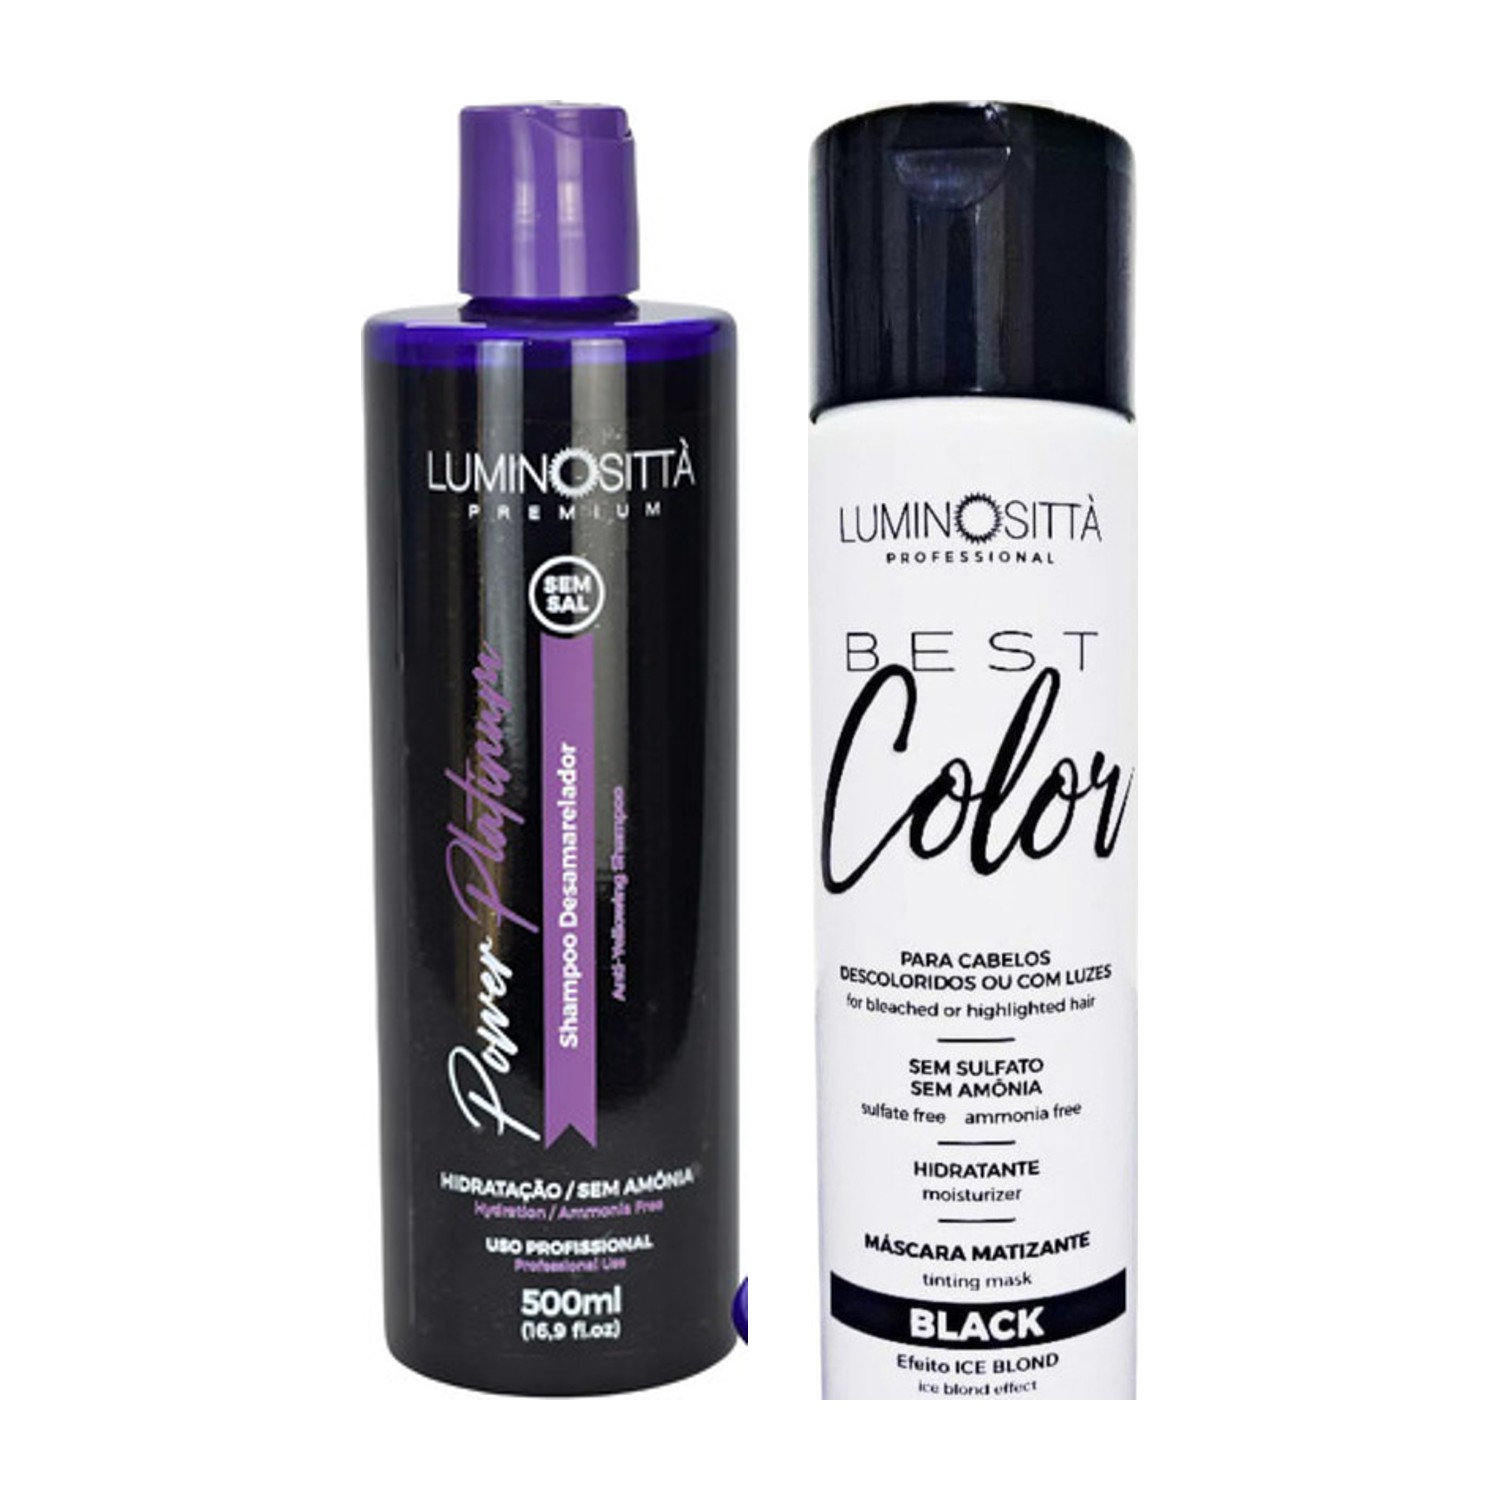 LUMINOSITTÀ
PREMIUM
SEM
SAL
Power Platinum
Shampoo Desamarelador
Anti-Yellowing Shampoo
HIDRATAÇÃO / SEM AMÔNIA
Hydration / Ammonia Free
USO PROFISSIONAL
Professional Use
500ml
(16,9 fl.oz)
LUMINOSITTÀ
PROFESSIONAL
BEST
Color
PARA CABELOS
DESCOLORIDOS OU COM LUZES
for bleached or highlighted hair
SEM SULFATO
SEM AMÔNIA
sulfate free ammonia free
HIDRATANTE
moisturizer
MÁSCARA MATIZANTE
tinting mask
BLACK
Efeito ICE BLOND
ice blond effect